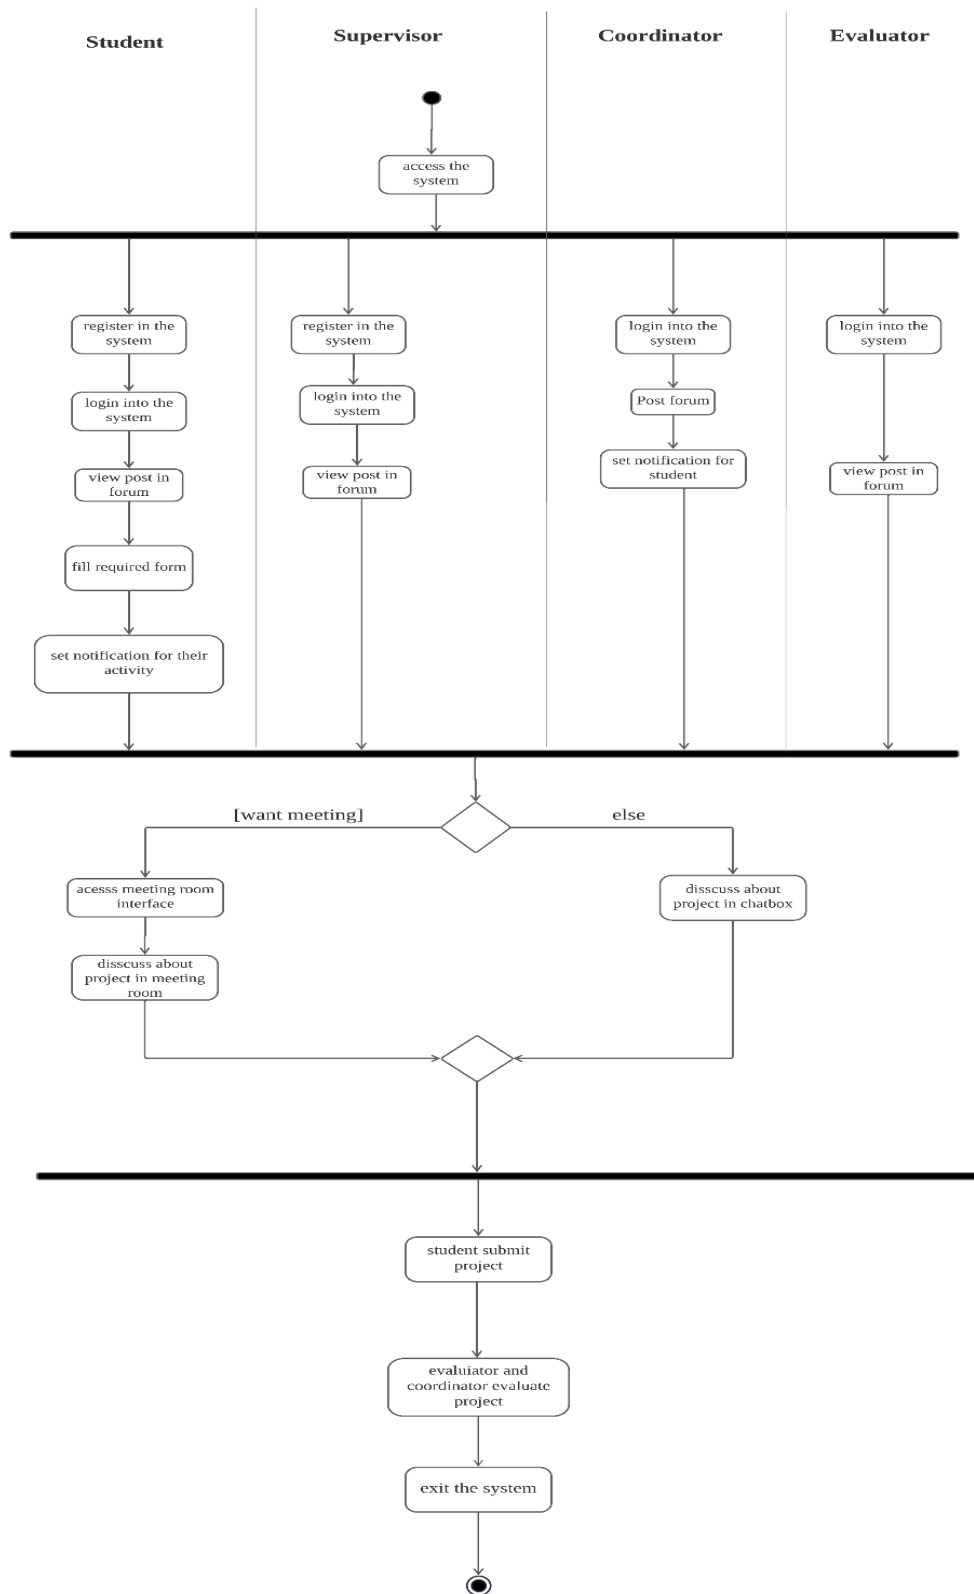 Student
Supervisor
Coordinator
Evaluator
access the
system
register in the
system
register in the
system
login into the
system
login into the
system
login into the
system
login into the
system
Post forum
view post in
forum
view post in
forum
set notification for
student
view post in
forum
fill required form
set notification for their
activity
[want meeting]
else
acesss meeting room
interface
disscuss about
project in chatbox
disscuss about
project in meeting
room
student submit
project
evaluiator and
coordinator evaluate
project
exit the system